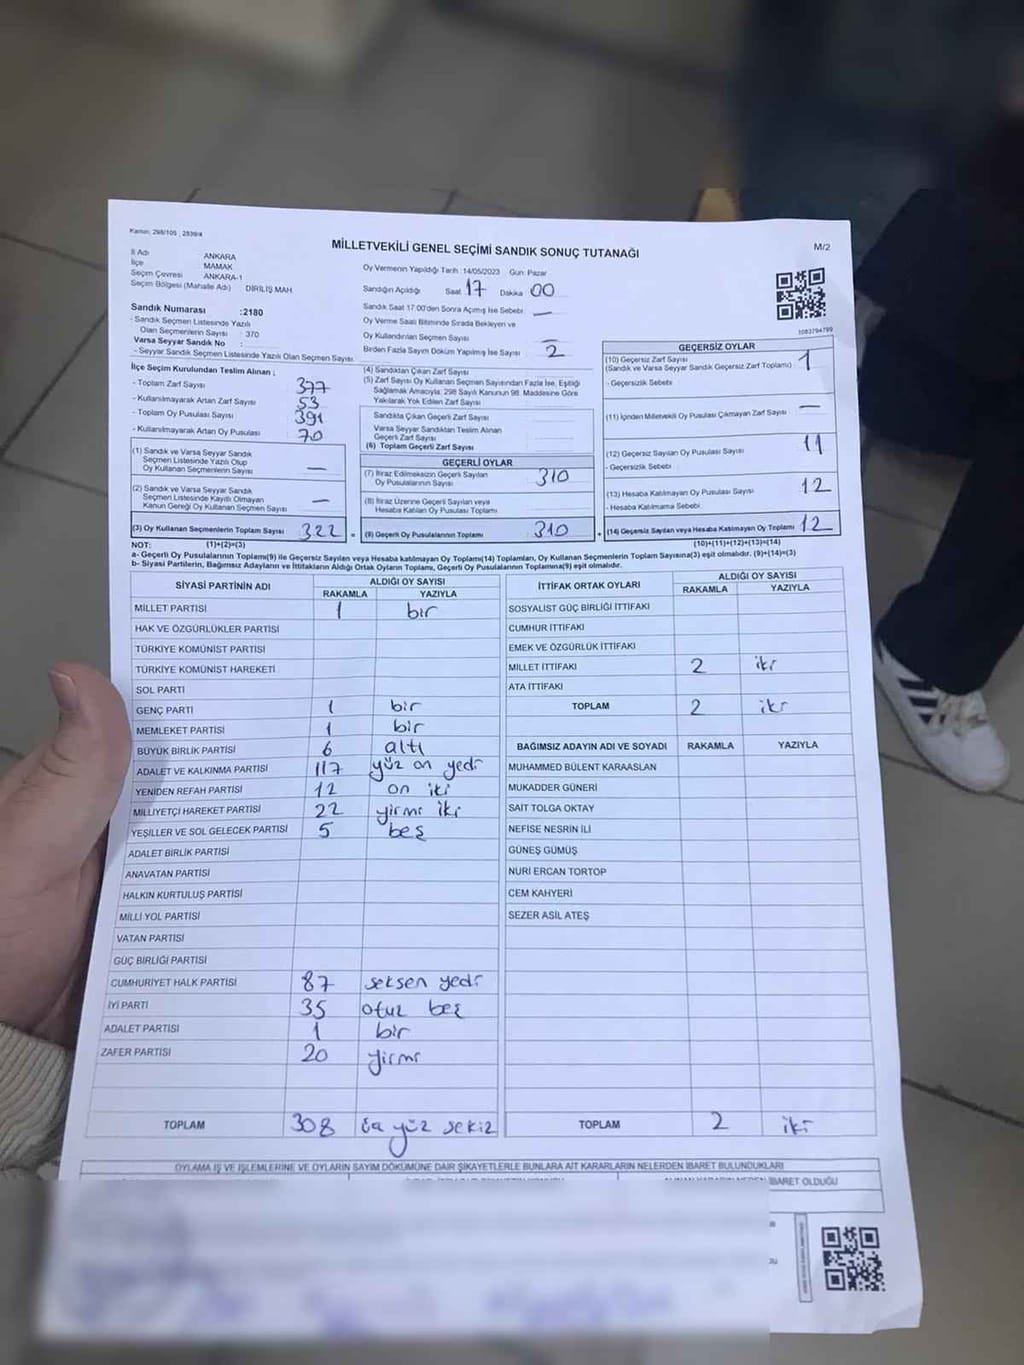 Kanun: 298/105 , 2839/4
MİLLETVEKİLİ GENEL SEÇİMİ SANDIK SONUÇ TUTANAĞI
M/2
İl Adı : ANKARA
İlçe : MAMAK
Seçim Çevresi : ANKARA-1
Seçim Bölgesi (Mahalle Adı) : DİRİLİŞ MAH
Oy Vermenin Yapıldığı Tarih : 14/05/2023 Gün: Pazar
Sandığın Açıldığı Saat 17 Dakika 00
Sandık Numarası :2180
- Sandık Seçmen Listesinde Yazılı
Olan Seçmenlerin Sayısı : 370
Varsa Seyyar Sandık No :
- Seyyar Sandık Seçmen Listesinde Yazılı Olan Seçmen Sayısı
Sandık Saat 17:00'den Sonra Açılmış İse Sebebi —
Oy Verme Saati Bitiminde Sırada Bekleyen ve
Oy Kullandırılan Seçmen Sayısı —
Birden Fazla Sayım Döküm Yapılmış İse Sayısı 2
1083794799
İlçe Seçim Kurulundan Teslim Alınan ;
- Toplam Zarf Sayısı 377
- Kullanılmayarak Artan Zarf Sayısı 53
- Toplam Oy Pusulası Sayısı 391
- Kullanılmayarak Artan Oy Pusulası 70
(1) Sandık ve Varsa Seyyar Sandık
Seçmen Listesinde Yazılı Olup
Oy Kullanan Seçmenlerin Sayısı —
(2) Sandık ve Varsa Seyyar Sandık
Seçmen Listesinde Kayıtlı Olmayan
Kanun Gereği Oy Kullanan Seçmen Sayısı —
(3) Oy Kullanan Seçmenlerin Toplam Sayısı 322
(4) Sandıktan Çıkan Zarf Sayısı
(5) Zarf Sayısı Oy Kullanan Seçmen Sayısından Fazla İse, Eşitliği
Sağlamak Amacıyla; 298 Sayılı Kanunun 98. Maddesine Göre
Yakılarak Yok Edilen Zarf Sayısı
Sandıkta Çıkan Geçerli Zarf Sayısı
Varsa Seyyar Sandıktan Teslim Alınan
Geçerli Zarf Sayısı
(6) Toplam Geçerli Zarf Sayısı
GEÇERLİ OYLAR
(7) İtiraz Edilmeksizin Geçerli Sayılan
Oy Pusulalarının Sayısı 310
(8) İtiraz Üzerine Geçerli Sayılan veya
Hesaba Katılan Oy Pusulası Toplamı
= (9) Geçerli Oy Pusulalarının Toplamı 310 +
GEÇERSİZ OYLAR
(10) Geçersiz Zarf Sayısı
(Sandık ve Varsa Seyyar Sandık Geçersiz Zarf Toplamı) 1
- Geçersizlik Sebebi
(11) İçinden Milletvekili Oy Pusulası Çıkmayan Zarf Sayısı —
(12) Geçersiz Sayılan Oy Pusulası Sayısı 11
- Geçersizlik Sebebi
(13) Hesaba Katılmayan Oy Pusulası Sayısı 12
- Hesaba Katılmama Sebebi
(14) Geçersiz Sayılan veya Hesaba Katılmayan Oy Toplamı 12
NOT: (1)+(2)=(3) (10)+(11)+(12)+(13)=(14)
a- Geçerli Oy Pusulalarının Toplamı(9) ile Geçersiz Sayılan veya Hesaba katılmayan Oy Toplamı(14) Toplamları, Oy Kullanan Seçmenlerin Toplam Sayısına(3) eşit olmalıdır. (9)+(14)=(3)
b- Siyasi Partilerin, Bağımsız Adayların ve İttifakların Aldığı Oyların Toplamı, Geçerli Oy Pusulalarının Toplamına(9) eşit olmalıdır.
SİYASİ PARTİNİN ADI ALDIĞI OY SAYISI
RAKAMLA YAZIYLA
MİLLET PARTİSİ 1 bir
HAK VE ÖZGÜRLÜKLER PARTİSİ
TÜRKİYE KOMÜNİST PARTİSİ
TÜRKİYE KOMÜNİST HAREKETİ
SOL PARTİ
GENÇ PARTİ 1 bir
MEMLEKET PARTİSİ 1 bir
BÜYÜK BİRLİK PARTİSİ 6 altı
ADALET VE KALKINMA PARTİSİ 117 yüz on yedi
YENİDEN REFAH PARTİSİ 12 on iki
MİLLİYETÇİ HAREKET PARTİSİ 22 yirmi iki
YEŞİLLER VE SOL GELECEK PARTİSİ 5 beş
ADALET BİRLİK PARTİSİ
ANAVATAN PARTİSİ
HALKIN KURTULUŞ PARTİSİ
MİLLİ YOL PARTİSİ
VATAN PARTİSİ
GÜÇ BİRLİĞİ PARTİSİ
CUMHURİYET HALK PARTİSİ 87 seksen yedi
İYİ PARTİ 35 otuz beş
ADALET PARTİSİ 1 bir
ZAFER PARTİSİ 20 yirmi
TOPLAM 308 yüz sekiz
İTTİFAK ORTAK OYLARI ALDIĞI OY SAYISI
RAKAMLA YAZIYLA
SOSYALİST GÜÇ BİRLİĞİ İTTİFAKI
CUMHUR İTTİFAKI
EMEK VE ÖZGÜRLÜK İTTİFAKI
MİLLET İTTİFAKI 2 iki
ATA İTTİFAKI
TOPLAM 2 iki
BAĞIMSIZ ADAYIN ADI VE SOYADI RAKAMLA YAZIYLA
MUHAMMED BÜLENT KARAASLAN
MUKADDER GÜNERİ
SAİT TOLGA OKTAY
NEFİSE NESRİN İLİ
GÜNEŞ GÜMÜŞ
NURİ ERCAN TORTOP
CEM KAHYERİ
SEZER ASİL ATEŞ
TOPLAM 2 iki
OYLAMA İŞ VE İŞLEMLERİNE VE OYLARIN SAYIM DÖKÜMÜNE DAİR ŞİKAYETLERLE BUNLARA AİT KARARLARIN NELERDEN İBARET BULUNDUKLARI
İBARET OLDUĞU